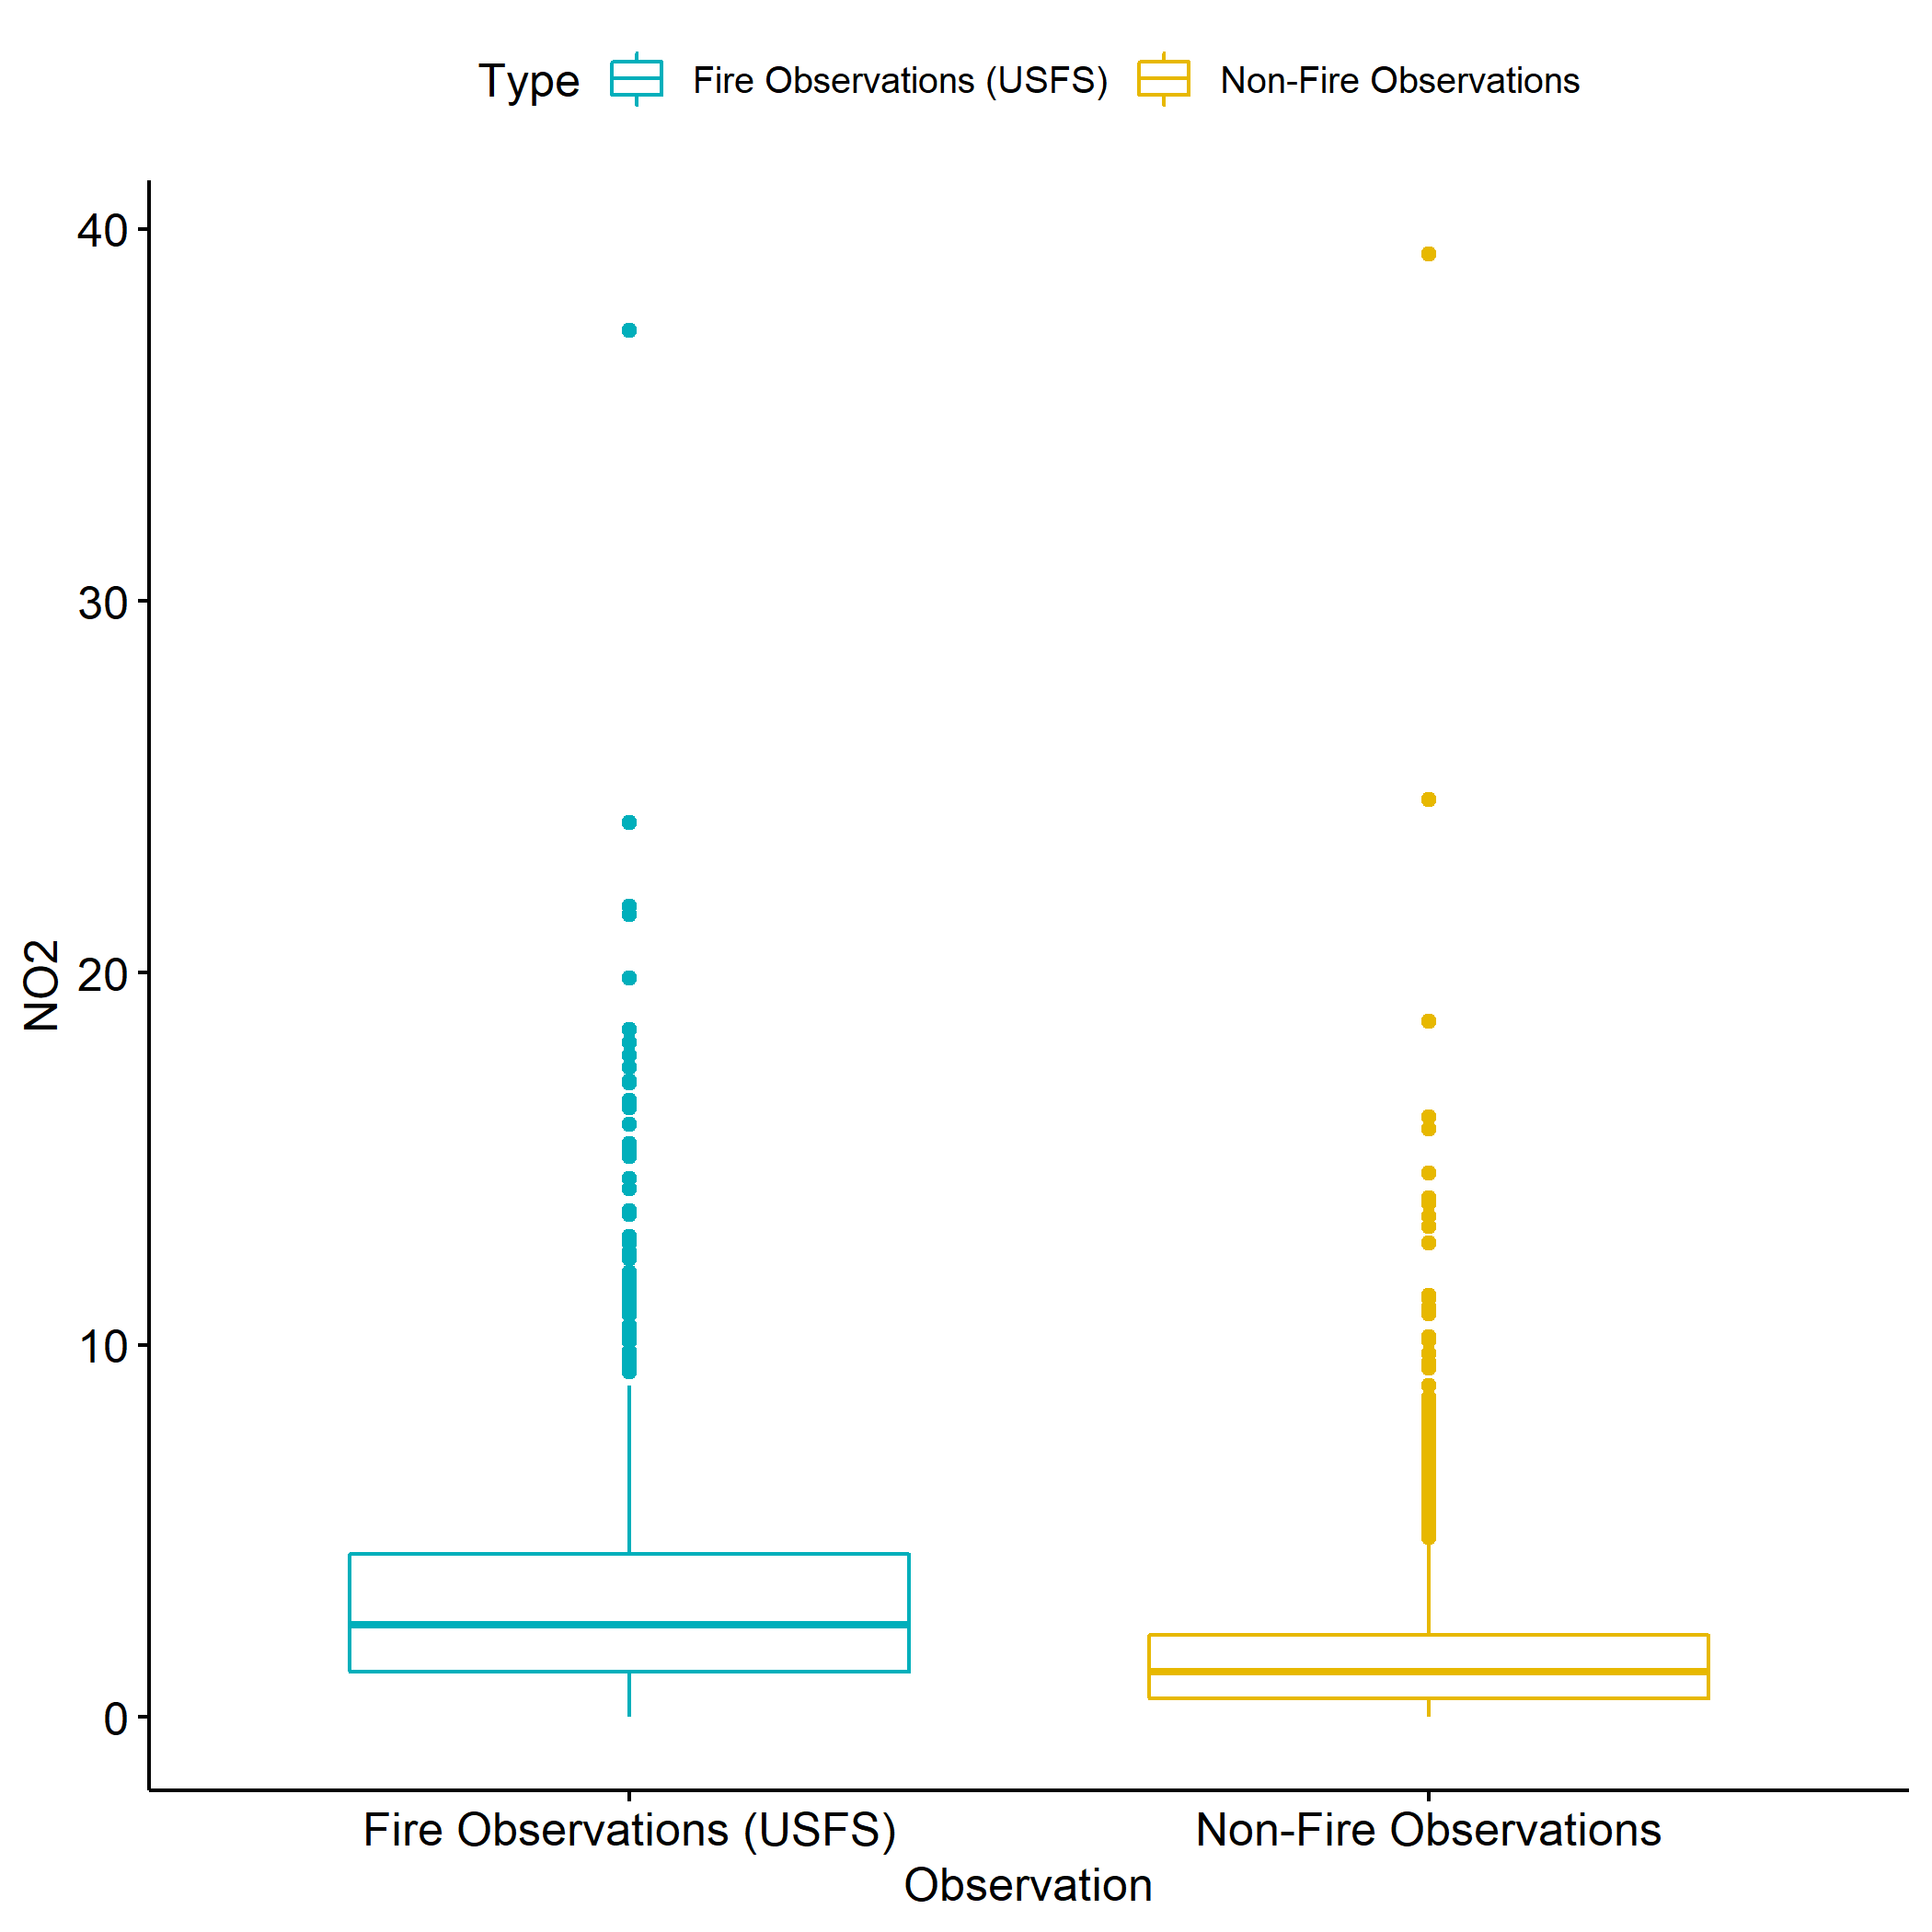 Type Fire Observations (USFS) Non-Fire Observations
40
30
20
10
0
NO2
Fire Observations (USFS) Non-Fire Observations
Observation